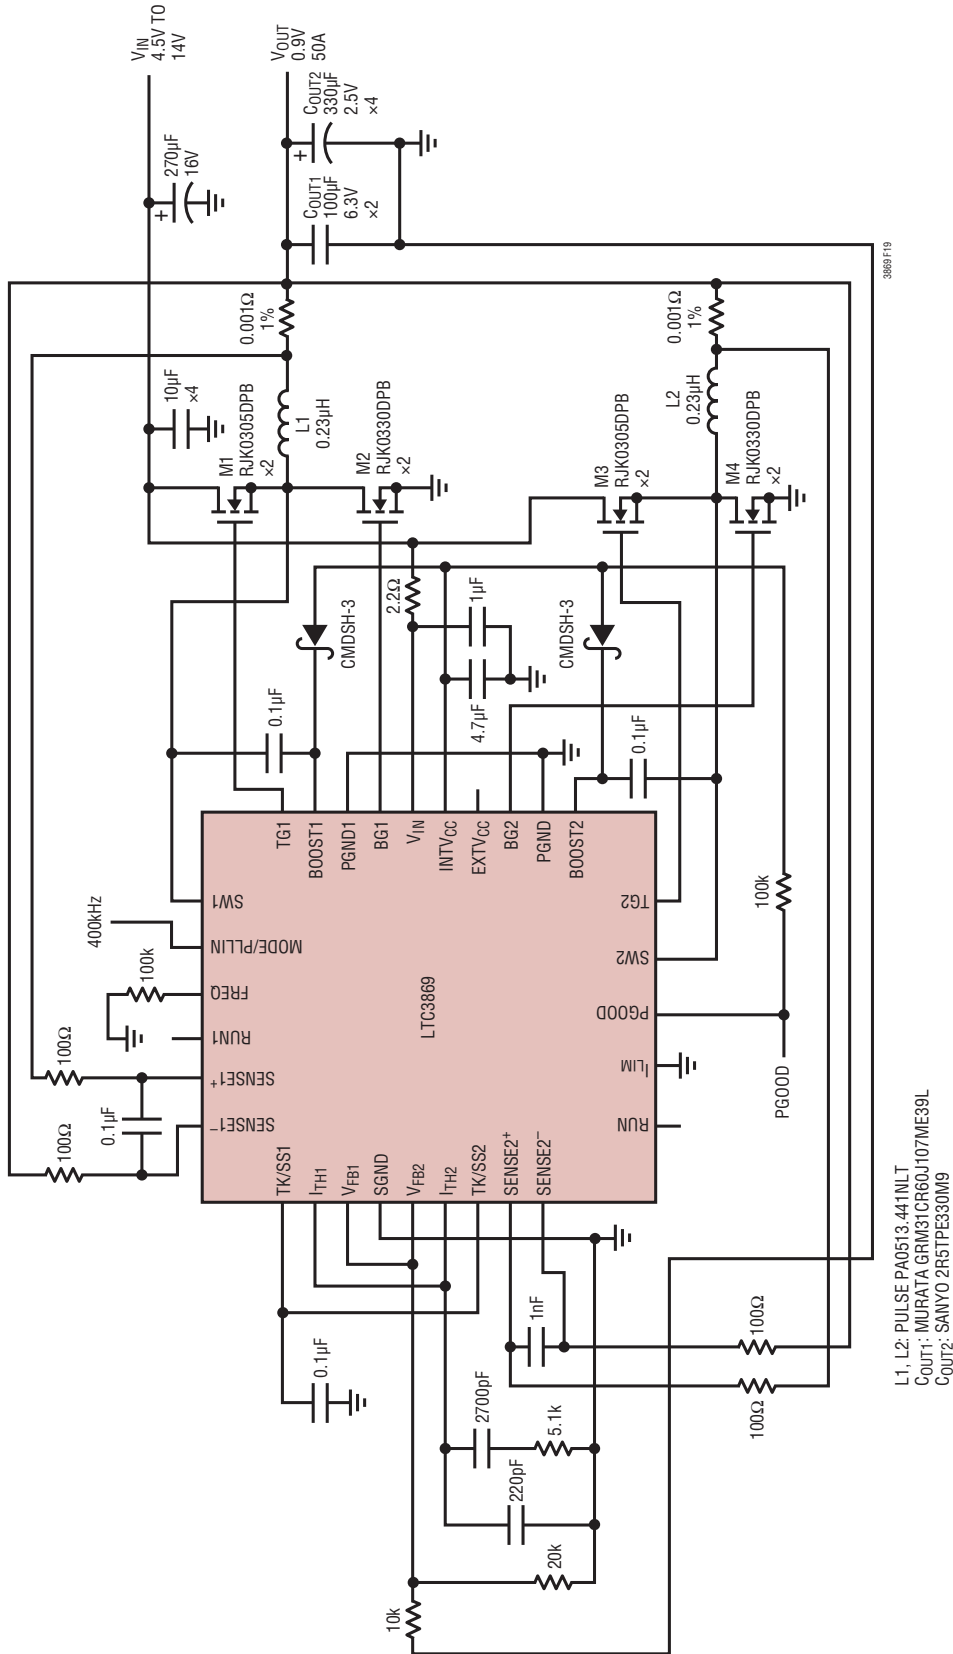 VIN
4.5V TO
14V
270µF
16V
+
VOUT
0.9V
50A
COUT2
330µF
2.5V
×4
+
COUT1
100µF
6.3V
×2
0.001Ω
1%
10µF
×4
M1
RJK0305DPB
×2
L1
0.23µH
M2
RJK0330DPB
×2
0.001Ω
1%
L2
0.23µH
M3
RJK0305DPB
×2
M4
RJK0330DPB
×2
2.2Ω
1µF
4.7µF
CMDSH-3
CMDSH-3
0.1µF
0.1µF
TG1
BOOST1
PGND1
BG1
VIN
INTVCC
EXTVCC
BG2
PGND
BOOST2
SW1
MODE/PLLIN
FREQ
RUN1
SENSE1+
SENSE1–
LTC3869
TG2
SW2
PGOOD
ILIM
RUN
TK/SS1
ITH1
VFB1
SGND
VFB2
ITH2
TK/SS2
SENSE2+
SENSE2–
400kHz
100k
100Ω
0.1µF
100Ω
100k
PGOOD
0.1µF
1nF
2700pF
5.1k
220pF
20k
10k
100Ω
100Ω
3869 F19
L1, L2: PULSE PA0513.441NLT
COUT1: MURATA GRM31CR60J107ME39L
COUT2: SANYO 2R5TPE330M9